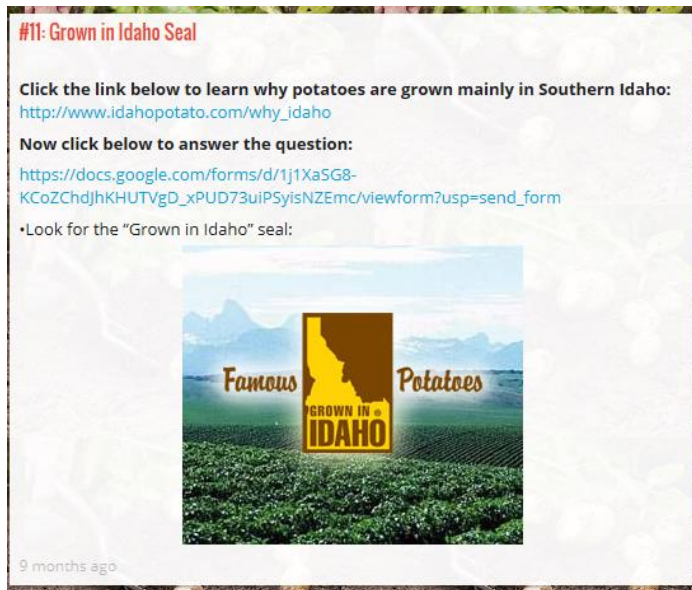 #11: Grown in Idaho Seal
Click the link below to learn why potatoes are grown mainly in Southern Idaho:
http://www.idahopotato.com/why_idaho
Now click below to answer the question:
https://docs.google.com/forms/d/1j1XaSG8-
KCoZChdJhKHUTVgD_xPUD73uiPSyisNZEmc/viewform?usp=send_form
•Look for the “Grown in Idaho” seal:
Famous Potatoes
GROWN IN
IDAHO
9 months ago